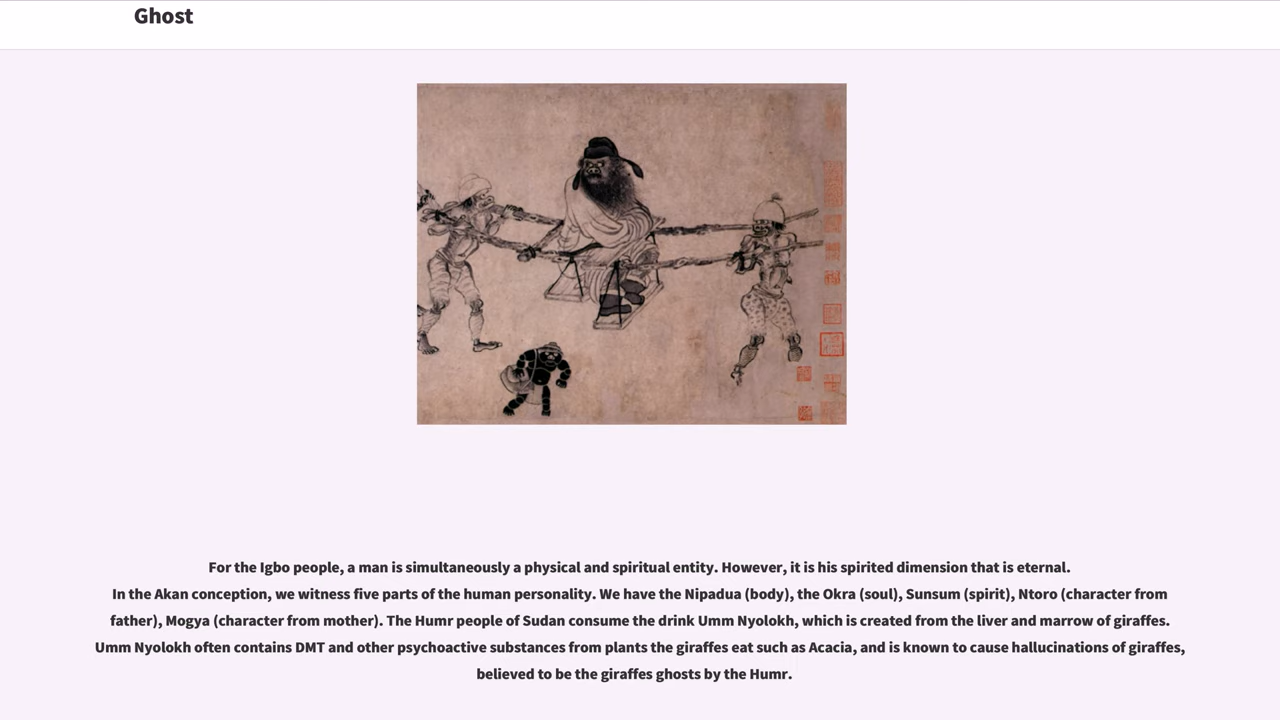 Ghost
For the Igbo people, a man is simultaneously a physical and spiritual entity. However, it is his spirited dimension that is eternal.
In the Akan conception, we witness five parts of the human personality. We have the Nipadua (body), the Okra (soul), Sunsum (spirit), Ntoro (character from
father), Mogya (character from mother). The Humr people of Sudan consume the drink Umm Nyolokh, which is created from the liver and marrow of giraffes.
Umm Nyolokh often contains DMT and other psychoactive substances from plants the giraffes eat such as Acacia, and is known to cause hallucinations of giraffes,
believed to be the giraffes ghosts by the Humr.